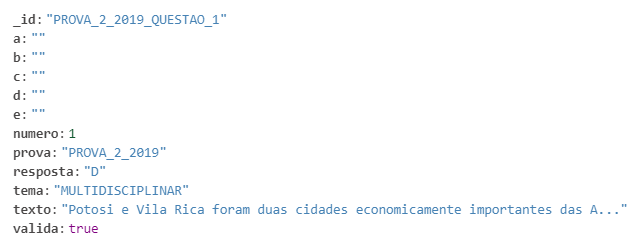 _id: "PROVA_2_2019_QUESTAO_1"
a: ""
b: ""
c: ""
d: ""
e: ""
numero: 1
prova: "PROVA_2_2019"
resposta: "D"
tema: "MULTIDISCIPLINAR"
texto: "Potosi e Vila Rica foram duas cidades economicamente importantes das A..."
valida: true